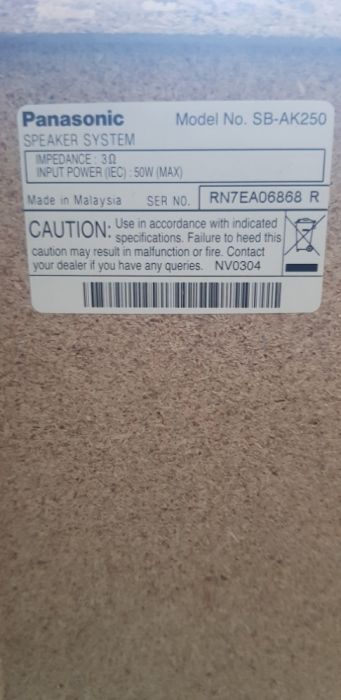 Panasonic Model No. SB-AK250
SPEAKER SYSTEM
IMPEDANCE : 3Ω
INPUT POWER (IEC) : 50W (MAX)
Made in Malaysia SER NO. RN7EA06868 R
CAUTION: Use in accordance with indicated
specifications. Failure to heed this
caution may result in malfunction or fire. Contact
your dealer if you have any queries. NV0304